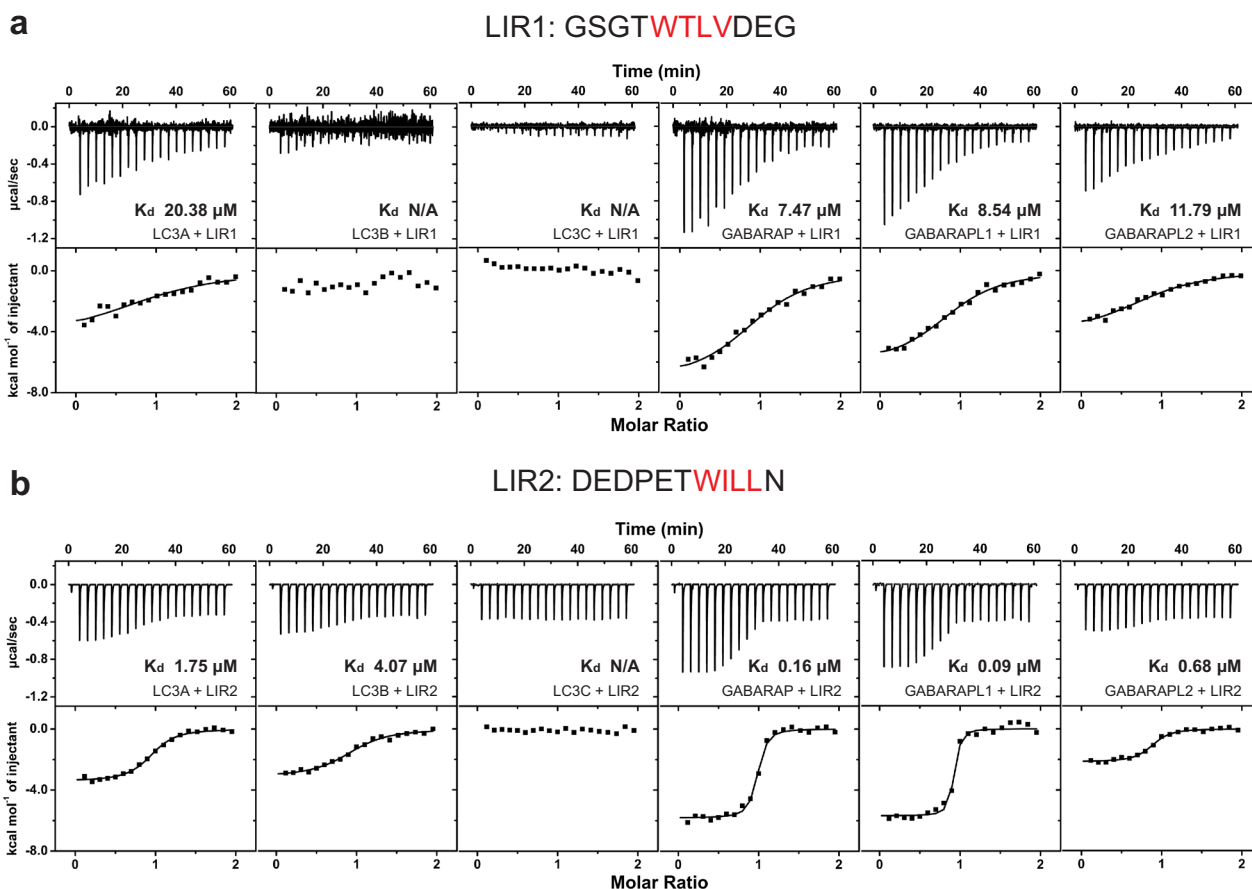 a
LIR1: GSGTWTLVDEG
Time (min)
0 20 40 60 0 20 40 60 0 20 40 60 0 20 40 60 0 20 40 60 0 20 40 60
µcal/sec
0.0
-0.4
-0.8
-1.2
Kd 20.38 µM
LC3A + LIR1
Kd N/A
LC3B + LIR1
Kd N/A
LC3C + LIR1
Kd 7.47 µM
GABARAP + LIR1
Kd 8.54 µM
GABARAPL1 + LIR1
Kd 11.79 µM
GABARAPL2 + LIR1
kcal mol-1 of injectant
0.0
-4.0
-8.0
0 1 2 0 1 2 0 1 2 0 1 2 0 1 2 0 1 2
Molar Ratio
b
LIR2: DEDPETWILLN
Time (min)
0 20 40 60 0 20 40 60 0 20 40 60 0 20 40 60 0 20 40 60 0 20 40 60
µcal/sec
0.0
-0.4
-0.8
-1.2
Kd 1.75 µM
LC3A + LIR2
Kd 4.07 µM
LC3B + LIR2
Kd N/A
LC3C + LIR2
Kd 0.16 µM
GABARAP + LIR2
Kd 0.09 µM
GABARAPL1 + LIR2
Kd 0.68 µM
GABARAPL2 + LIR2
kcal mol-1 of injectant
0.0
-4.0
-8.0
0 1 2 0 1 2 0 1 2 0 1 2 0 1 2 0 1 2
Molar Ratio